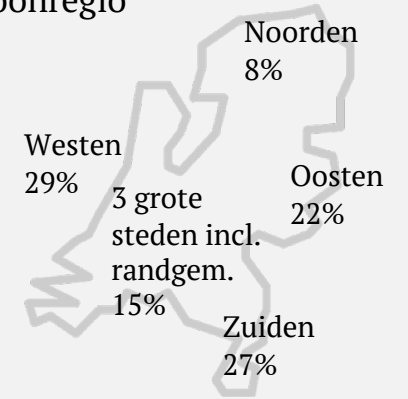 Noorden
8%
Westen
29%
3 grote
steden incl.
randgem.
15%
Oosten
22%
Zuiden
27%